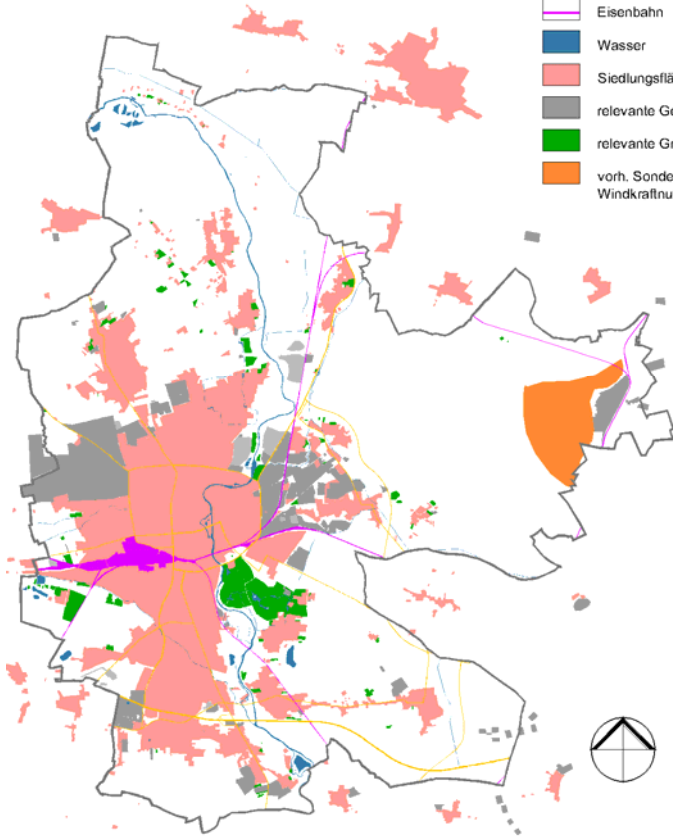 Eisenbahn
Wasser
Siedlungsflä
relevante Ge
relevante Gr
vorh. Sonde
Windkraftnu